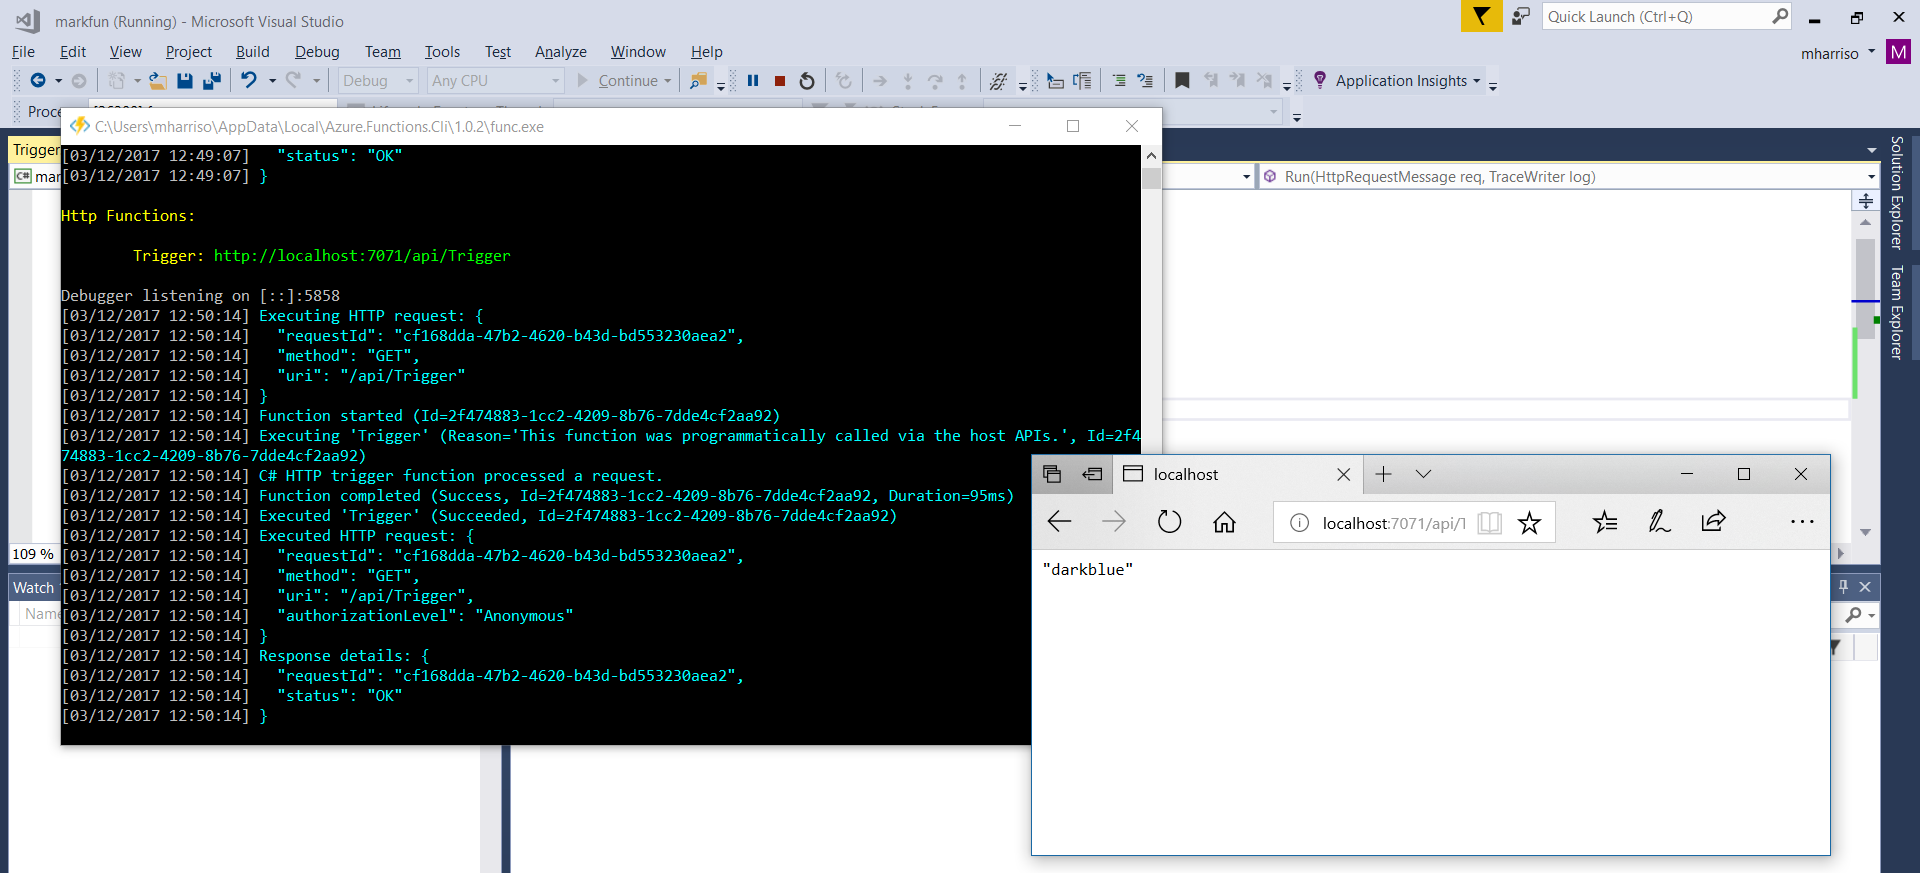 markfun (Running) - Microsoft Visual Studio
Quick Launch (Ctrl+Q)
File Edit View Project Build Debug Team Tools Test Analyze Window Help
mharriso M
Debug Any CPU Continue Application Insights
Proce
C:\Users\mharriso\AppData\Local\Azure.Functions.Cli\1.0.2\func.exe
Trigger
C# mar
Run(HttpRequestMessage req, TraceWriter log)
Solution Explorer
Team Explorer
[03/12/2017 12:49:07]   "status": "OK"
[03/12/2017 12:49:07] }
Http Functions:
Trigger: http://localhost:7071/api/Trigger
Debugger listening on [::]:5858
[03/12/2017 12:50:14] Executing HTTP request: {
[03/12/2017 12:50:14]   "requestId": "cf168dda-47b2-4620-b43d-bd553230aea2",
[03/12/2017 12:50:14]   "method": "GET",
[03/12/2017 12:50:14]   "uri": "/api/Trigger"
[03/12/2017 12:50:14] }
[03/12/2017 12:50:14] Function started (Id=2f474883-1cc2-4209-8b76-7dde4cf2aa92)
[03/12/2017 12:50:14] Executing 'Trigger' (Reason='This function was programmatically called via the host APIs.', Id=2f4
74883-1cc2-4209-8b76-7dde4cf2aa92)
[03/12/2017 12:50:14] C# HTTP trigger function processed a request.
[03/12/2017 12:50:14] Function completed (Success, Id=2f474883-1cc2-4209-8b76-7dde4cf2aa92, Duration=95ms)
[03/12/2017 12:50:14] Executed 'Trigger' (Succeeded, Id=2f474883-1cc2-4209-8b76-7dde4cf2aa92)
[03/12/2017 12:50:14] Executed HTTP request: {
[03/12/2017 12:50:14]   "requestId": "cf168dda-47b2-4620-b43d-bd553230aea2",
[03/12/2017 12:50:14]   "method": "GET",
[03/12/2017 12:50:14]   "uri": "/api/Trigger",
[03/12/2017 12:50:14]   "authorizationLevel": "Anonymous"
[03/12/2017 12:50:14] }
[03/12/2017 12:50:14] Response details: {
[03/12/2017 12:50:14]   "requestId": "cf168dda-47b2-4620-b43d-bd553230aea2",
[03/12/2017 12:50:14]   "status": "OK"
[03/12/2017 12:50:14] }
109 %
Watch
Name
localhost
localhost:7071/api/T
"darkblue"